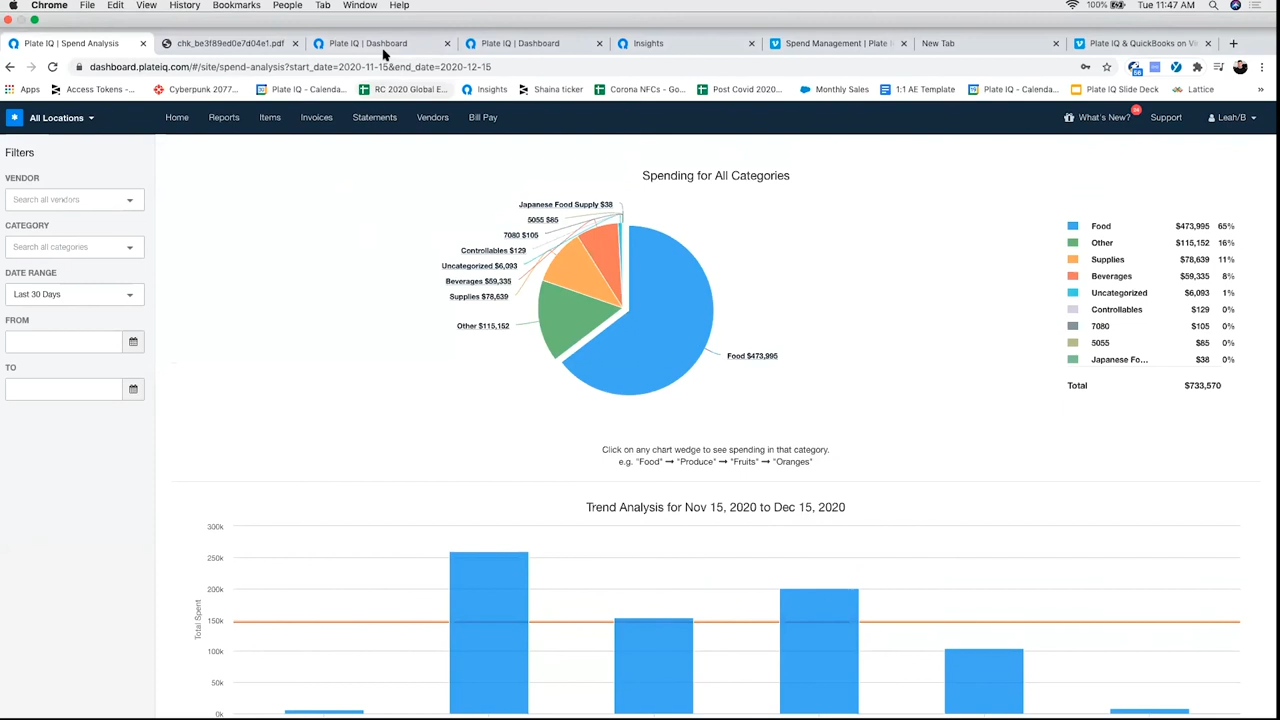 Chrome File Edit View History Bookmarks People Tab Window Help 100% Tue 11:47 AM
Plate IQ | Spend Analysis chk_be3f89ed0e7d04e1.pdf Plate IQ | Dashboard Plate IQ | Dashboard Insights Spend Management | Plate I New Tab Plate IQ & QuickBooks on Vi
dashboard.plateiq.com/#/site/spend-analysis?start_date=2020-11-15&end_date=2020-12-15
Apps Access Tokens -... Cyberpunk 2077... Plate IQ - Calenda... RC 2020 Global E... Insights Shaina ticker Corona NFCs - Go... Post Covid 2020... Monthly Sales 1:1 AE Template Plate IQ - Calenda... Plate IQ Slide Deck Lattice »
All Locations Home Reports Items Invoices Statements Vendors Bill Pay What's New? Support Leah/B
Filters
VENDOR
Search all vendors
CATEGORY
Search all categories
DATE RANGE
Last 30 Days
FROM
TO
Spending for All Categories
Japanese Food Supply $38
5055 $85
7080 $105
Controllables $129
Uncategorized $6,093
Beverages $59,335
Supplies $78,639
Other $115,152
Food $473,995
Food $473,995 65%
Other $115,152 16%
Supplies $78,639 11%
Beverages $59,335 8%
Uncategorized $6,093 1%
Controllables $129 0%
7080 $105 0%
5055 $85 0%
Japanese Fo... $38 0%
Total $733,570
Click on any chart wedge to see spending in that category.
e.g. "Food" ➞ "Produce" ➞ "Fruits" ➞ "Oranges"
Trend Analysis for Nov 15, 2020 to Dec 15, 2020
Total Spent
300k
250k
200k
150k
100k
50k
0k